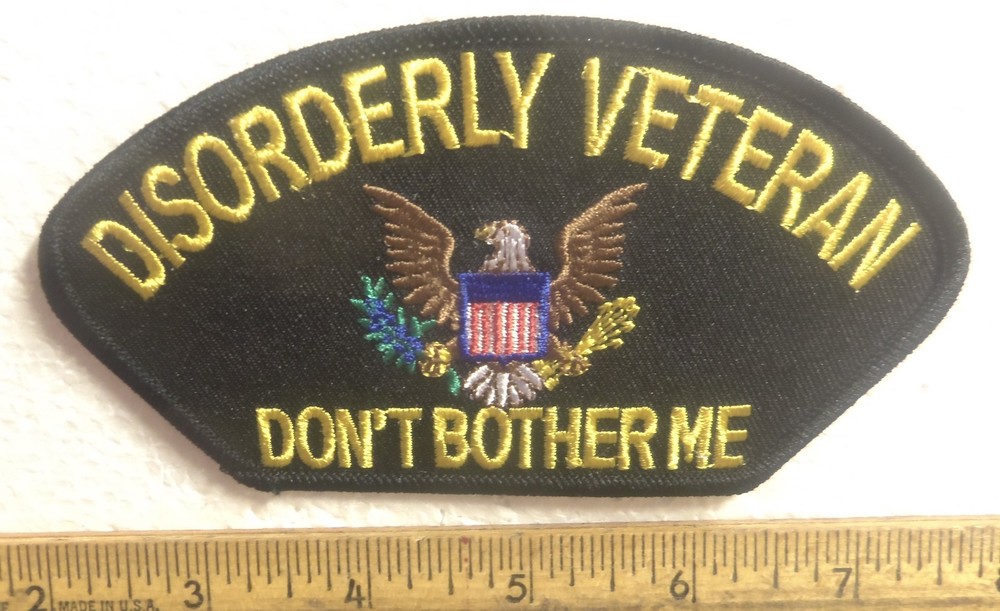 DISORDERLY VETERAN
DON'T BOTHER ME
2 3 4 5 6 7
MADE IN U.S.A.